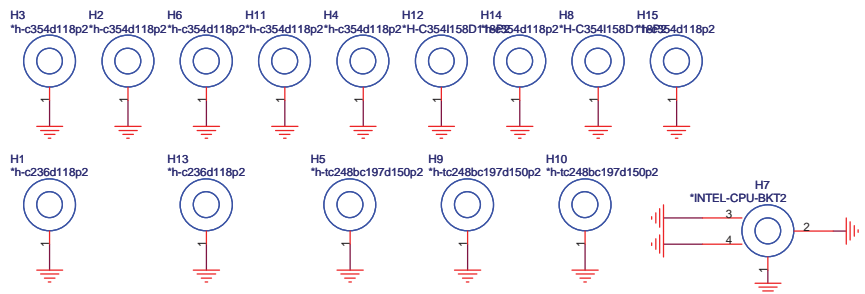 H3 H2 H6 H11 H4 H12 H14 H8 H15
*h-c354d118p2 *h-c354d118p2 *h-c354d118p2 *h-c354d118p2 *h-c354d118p2 *H-C354I158D118P2 *h-c354d118p2 *H-C354I158D118P2 *h-c354d118p2
1 1 1 1 1 1 1 1 1
H1 H13 H5 H9 H10
*h-c236d118p2 *h-c236d118p2 *h-tc248bc197d150p2 *h-tc248bc197d150p2 *h-tc248bc197d150p2
1 1 1 1 1
H7
*INTEL-CPU-BKT2
3
2
4
1